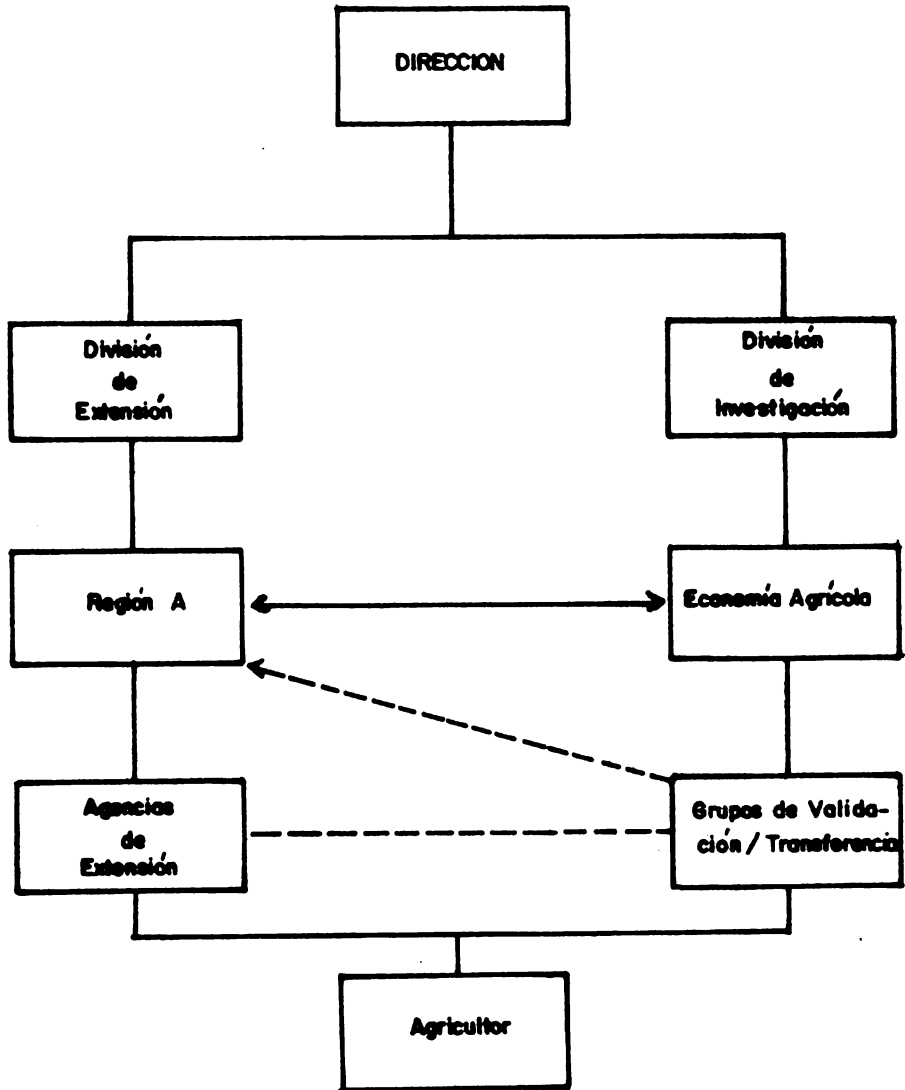 DIRECCION
División
de
Extensión
División
de
Investigación
Región A
Economía Agrícola
Agencias
de
Extensión
Grupos de Valida-
ción / Transferencia
Agricultor